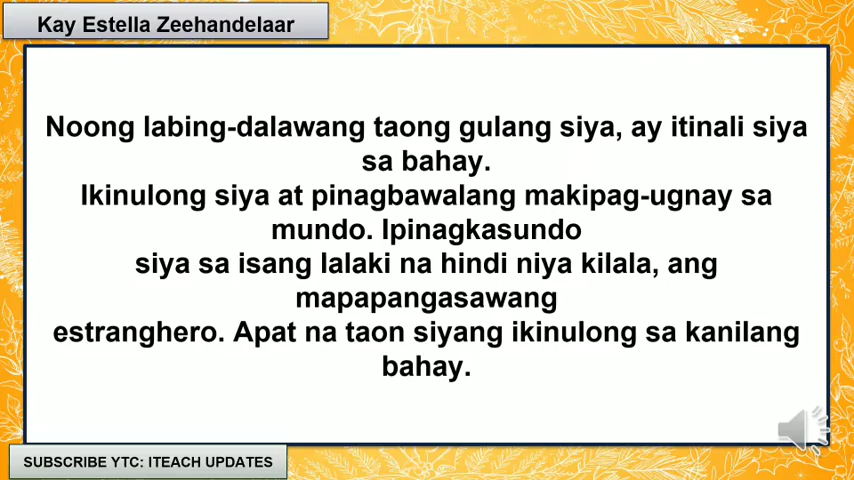 Kay Estella Zeehandelaar
Noong labing-dalawang taong gulang siya, ay itinali siya
sa bahay.
Ikinulong siya at pinagbawalang makipag-ugnay sa
mundo. Ipinagkasundo
siya sa isang lalaki na hindi niya kilala, ang
mapapangasawang
estranghero. Apat na taon siyang ikinulong sa kanilang
bahay.
SUBSCRIBE YTC: ITEACH UPDATES